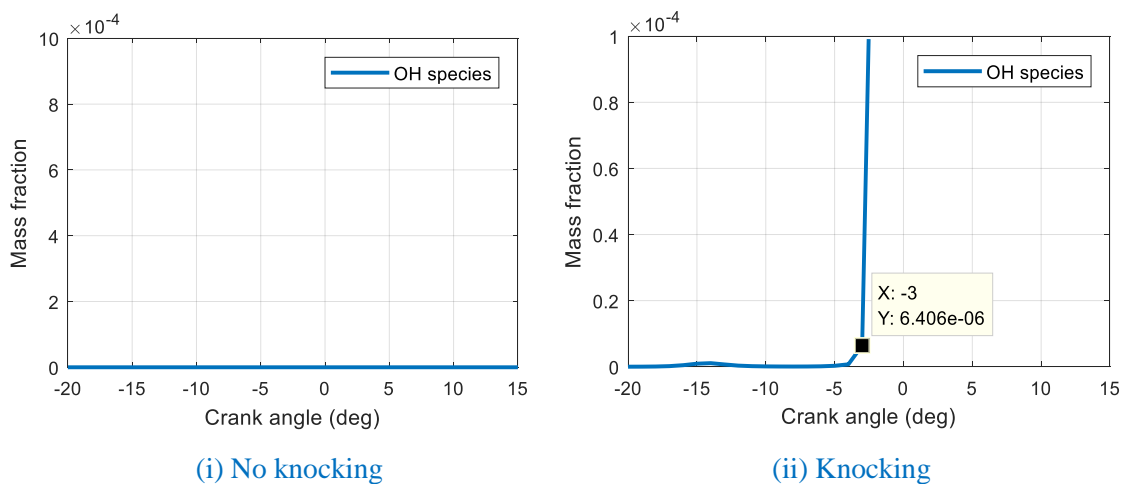 ×10⁻⁴
10
8
6
4
2
0
Mass fraction
-20 -15 -10 -5 0 5 10 15
Crank angle (deg)
OH species
(i) No knocking
×10⁻⁴
1
0.8
0.6
0.4
0.2
0
Mass fraction
-20 -15 -10 -5 0 5 10 15
Crank angle (deg)
OH species
X: -3
Y: 6.406e-06
(ii) Knocking